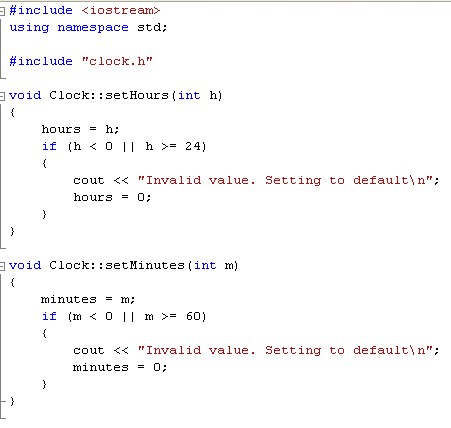 #include <iostream>
using namespace std;
#include "clock.h"
void Clock::setHours(int h)
{
hours = h;
if (h < 0 || h >= 24)
{
cout << "Invalid value. Setting to default\n";
hours = 0;
}
}
void Clock::setMinutes(int m)
{
minutes = m;
if (m < 0 || m >= 60)
{
cout << "Invalid value. Setting to default\n";
minutes = 0;
}
}